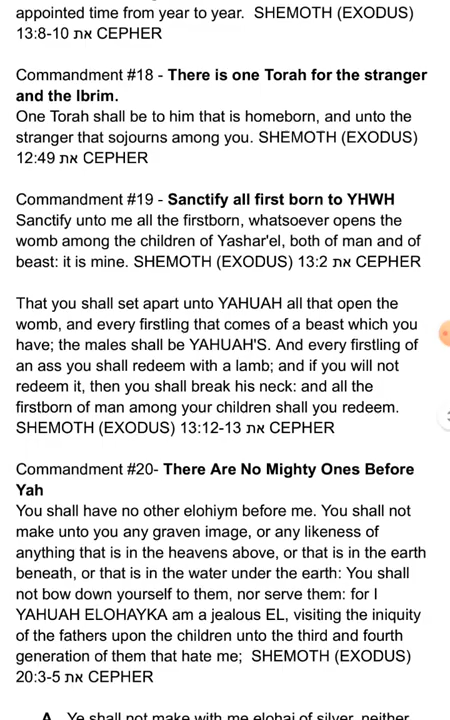 appointed time from year to year.  SHEMOTH (EXODUS)
13:8-10 את CEPHER
Commandment #18 - There is one Torah for the stranger
and the Ibrim.
One Torah shall be to him that is homeborn, and unto the
stranger that sojourns among you. SHEMOTH (EXODUS)
12:49 את CEPHER
Commandment #19 - Sanctify all first born to YHWH
Sanctify unto me all the firstborn, whatsoever opens the
womb among the children of Yashar'el, both of man and of
beast: it is mine. SHEMOTH (EXODUS) 13:2 את CEPHER
That you shall set apart unto YAHUAH all that open the
womb, and every firstling that comes of a beast which you
have; the males shall be YAHUAH'S. And every firstling of
an ass you shall redeem with a lamb; and if you will not
redeem it, then you shall break his neck: and all the
firstborn of man among your children shall you redeem.
SHEMOTH (EXODUS) 13:12-13 את CEPHER
Commandment #20- There Are No Mighty Ones Before
Yah
You shall have no other elohiym before me. You shall not
make unto you any graven image, or any likeness of
anything that is in the heavens above, or that is in the earth
beneath, or that is in the water under the earth: You shall
not bow down yourself to them, nor serve them: for I
YAHUAH ELOHAYKA am a jealous EL, visiting the iniquity
of the fathers upon the children unto the third and fourth
generation of them that hate me;  SHEMOTH (EXODUS)
20:3-5 את CEPHER
A. Ye shall not make with me elohai of silver, neither